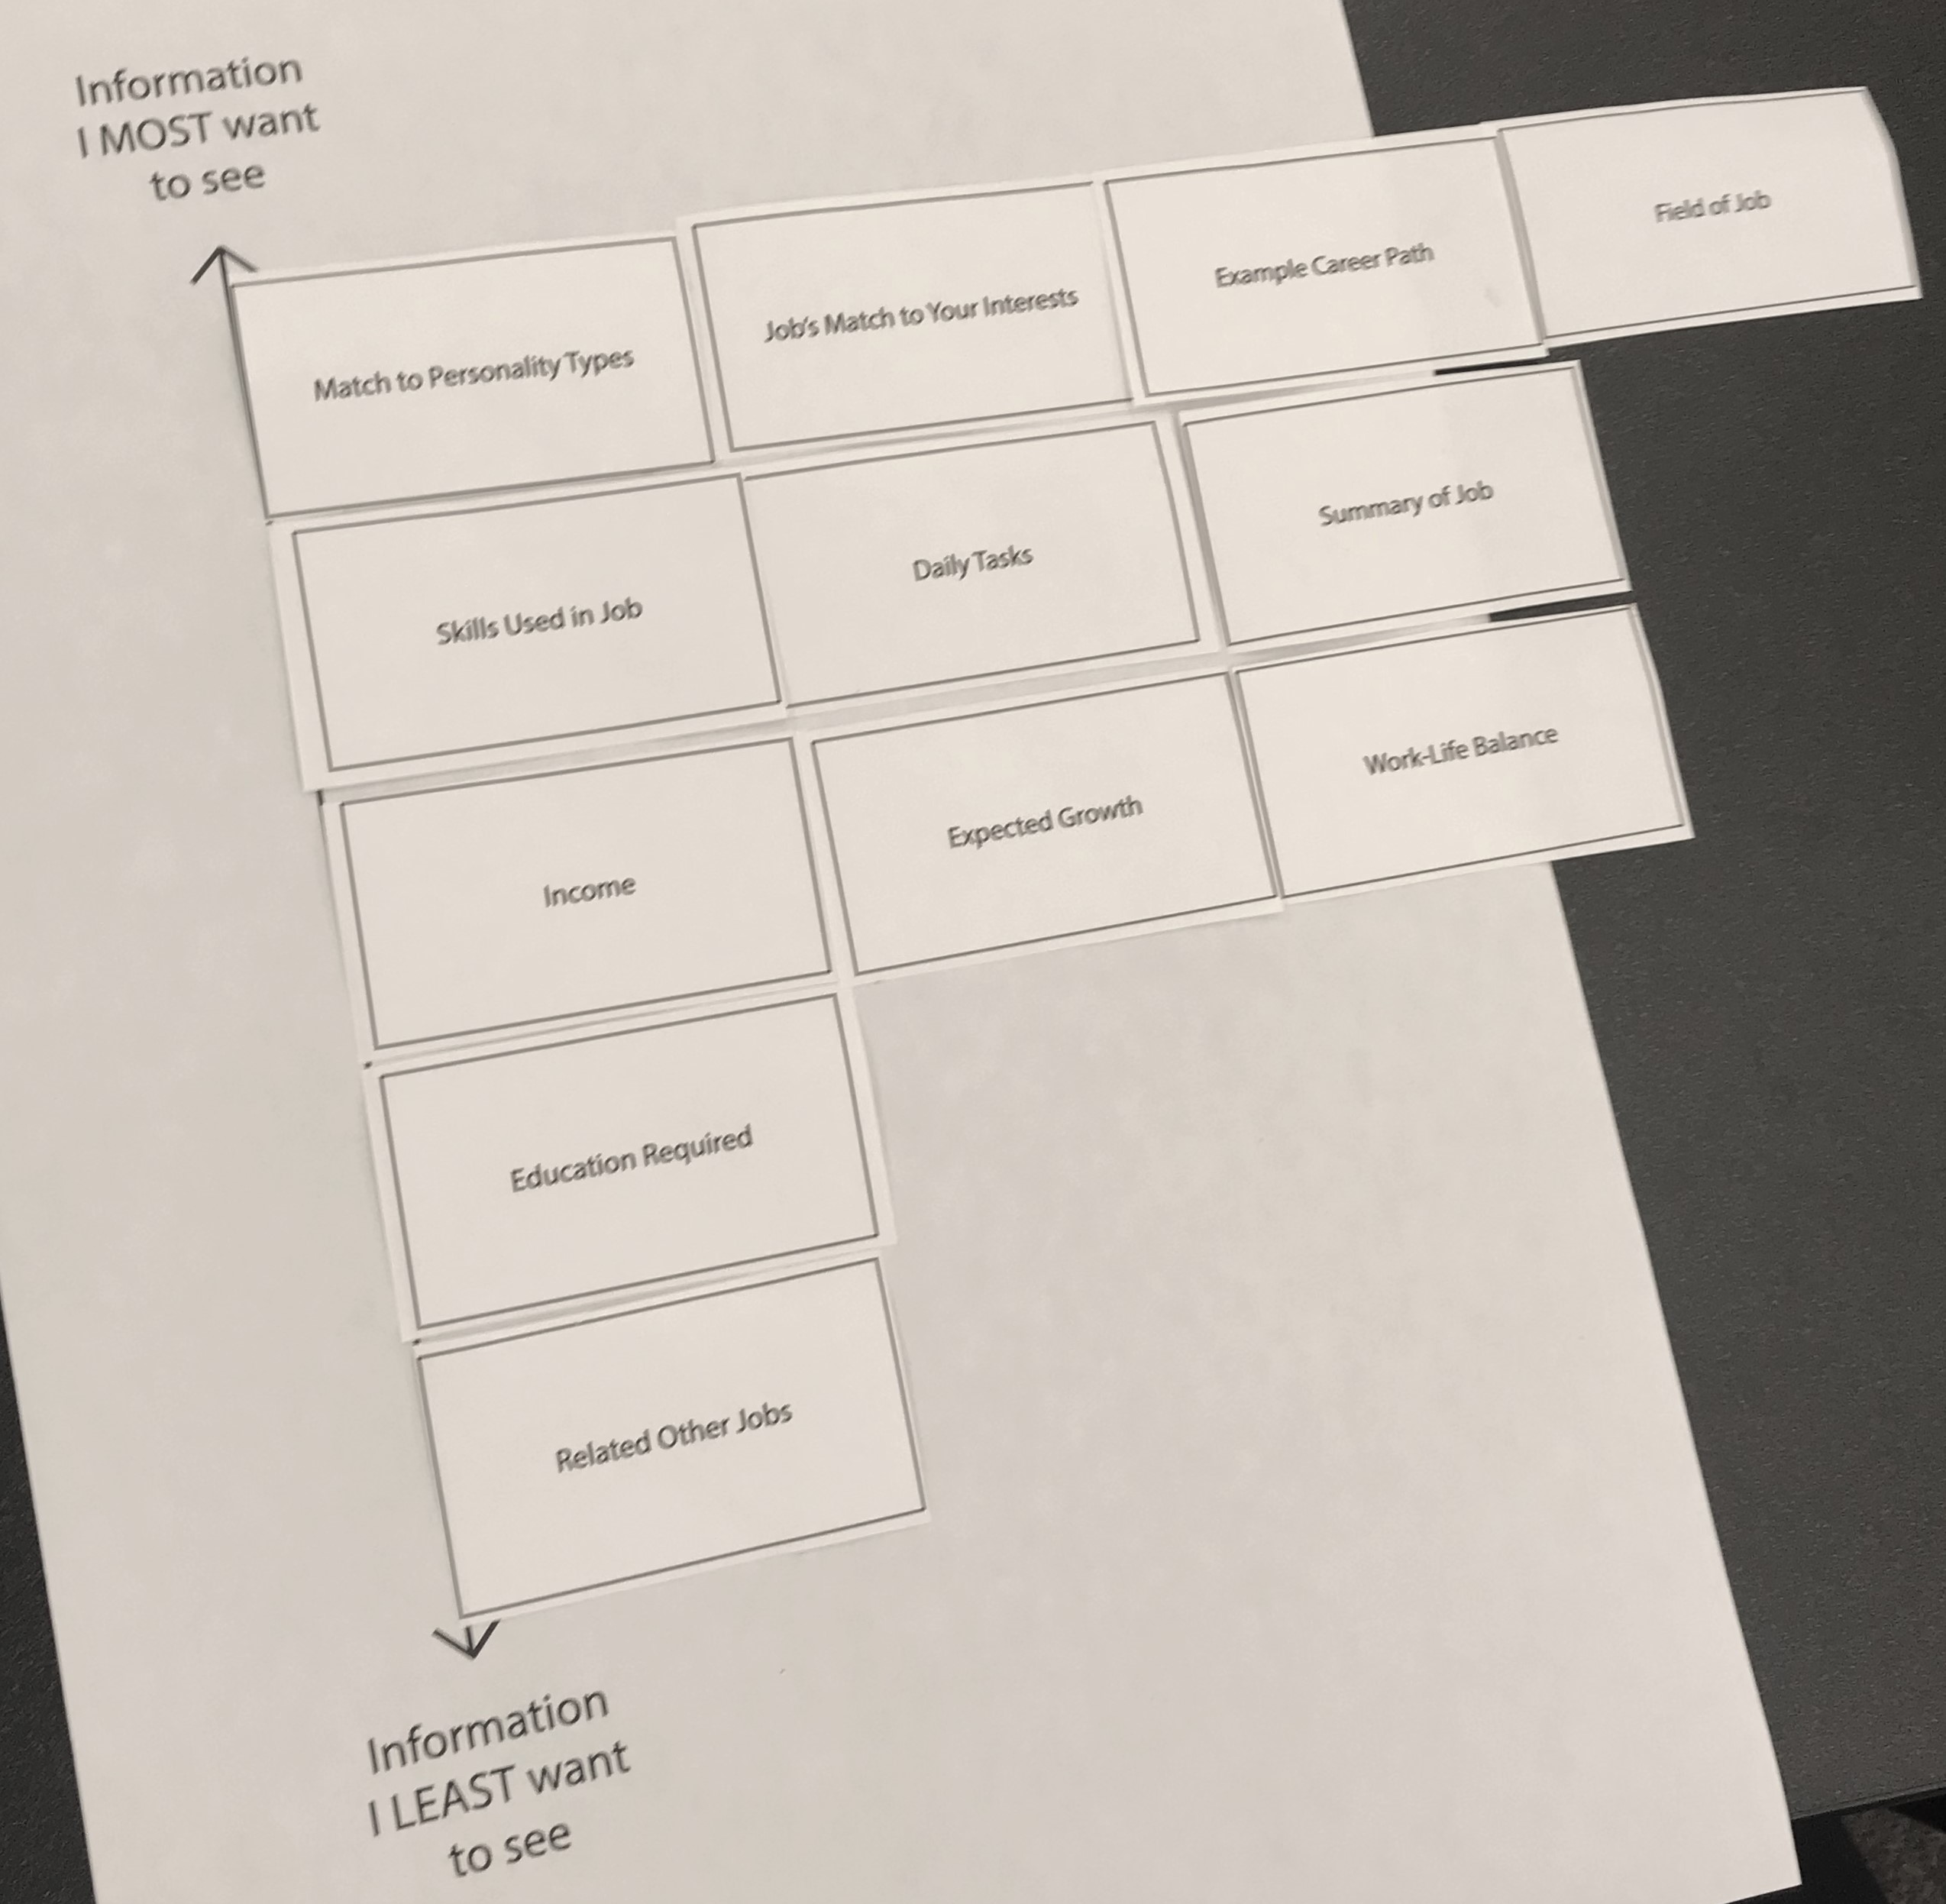 Information
I MOST want
to see
Match to Personality Types
Job's Match to Your Interests
Example Career Path
Field of Job
Skills Used in Job
Daily Tasks
Summary of Job
Income
Expected Growth
Work-Life Balance
Education Required
Related Other Jobs
Information
I LEAST want
to see